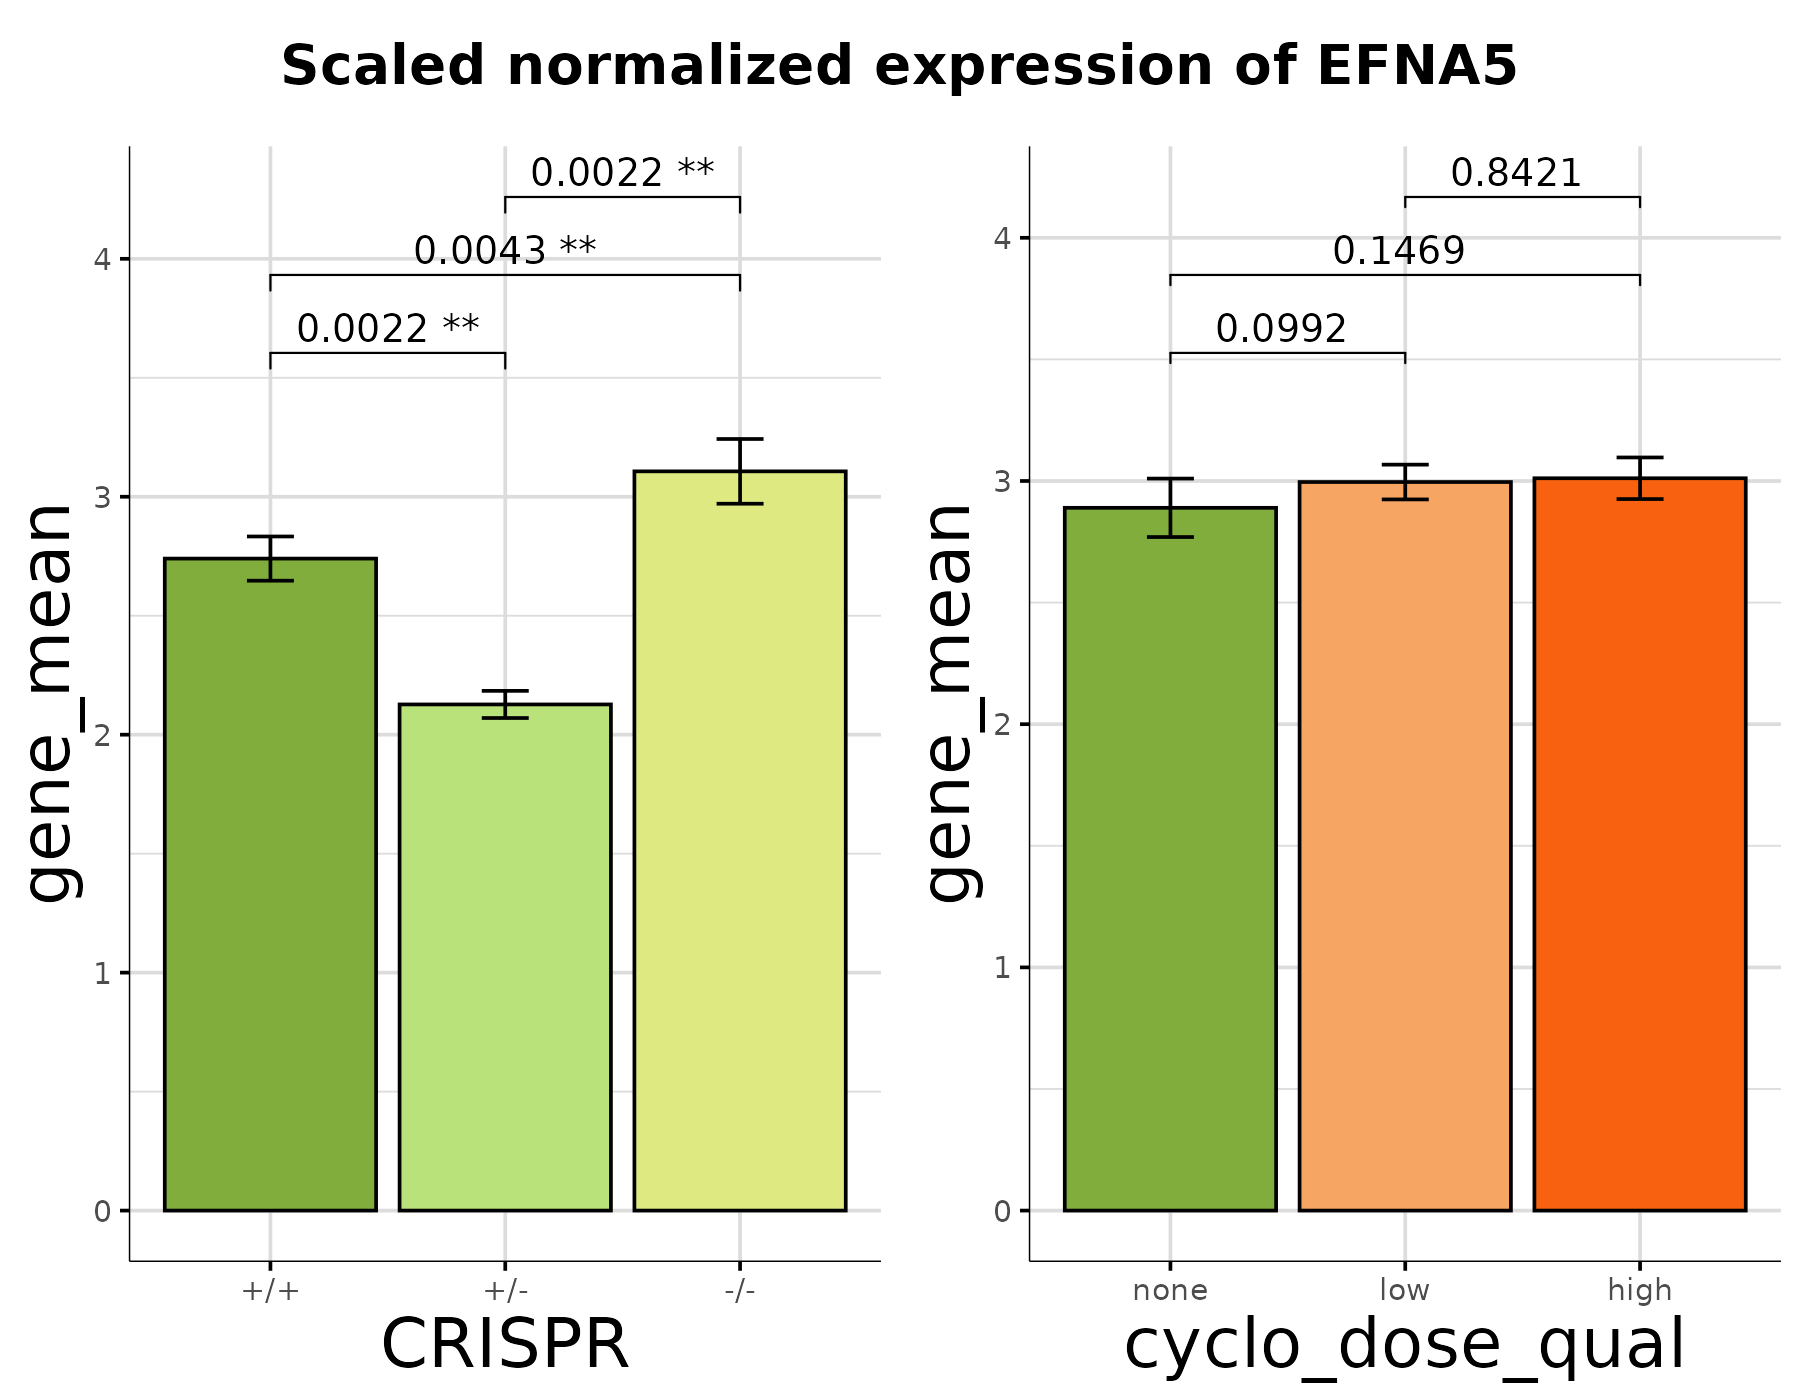 Scaled normalized expression of EFNA5
gene_mean
4
3
2
1
0
0.0022 **
0.0043 **
0.0022 **
+/+
+/-
-/-
CRISPR
gene_mean
4
3
2
1
0
0.8421
0.1469
0.0992
none
low
high
cyclo_dose_qual